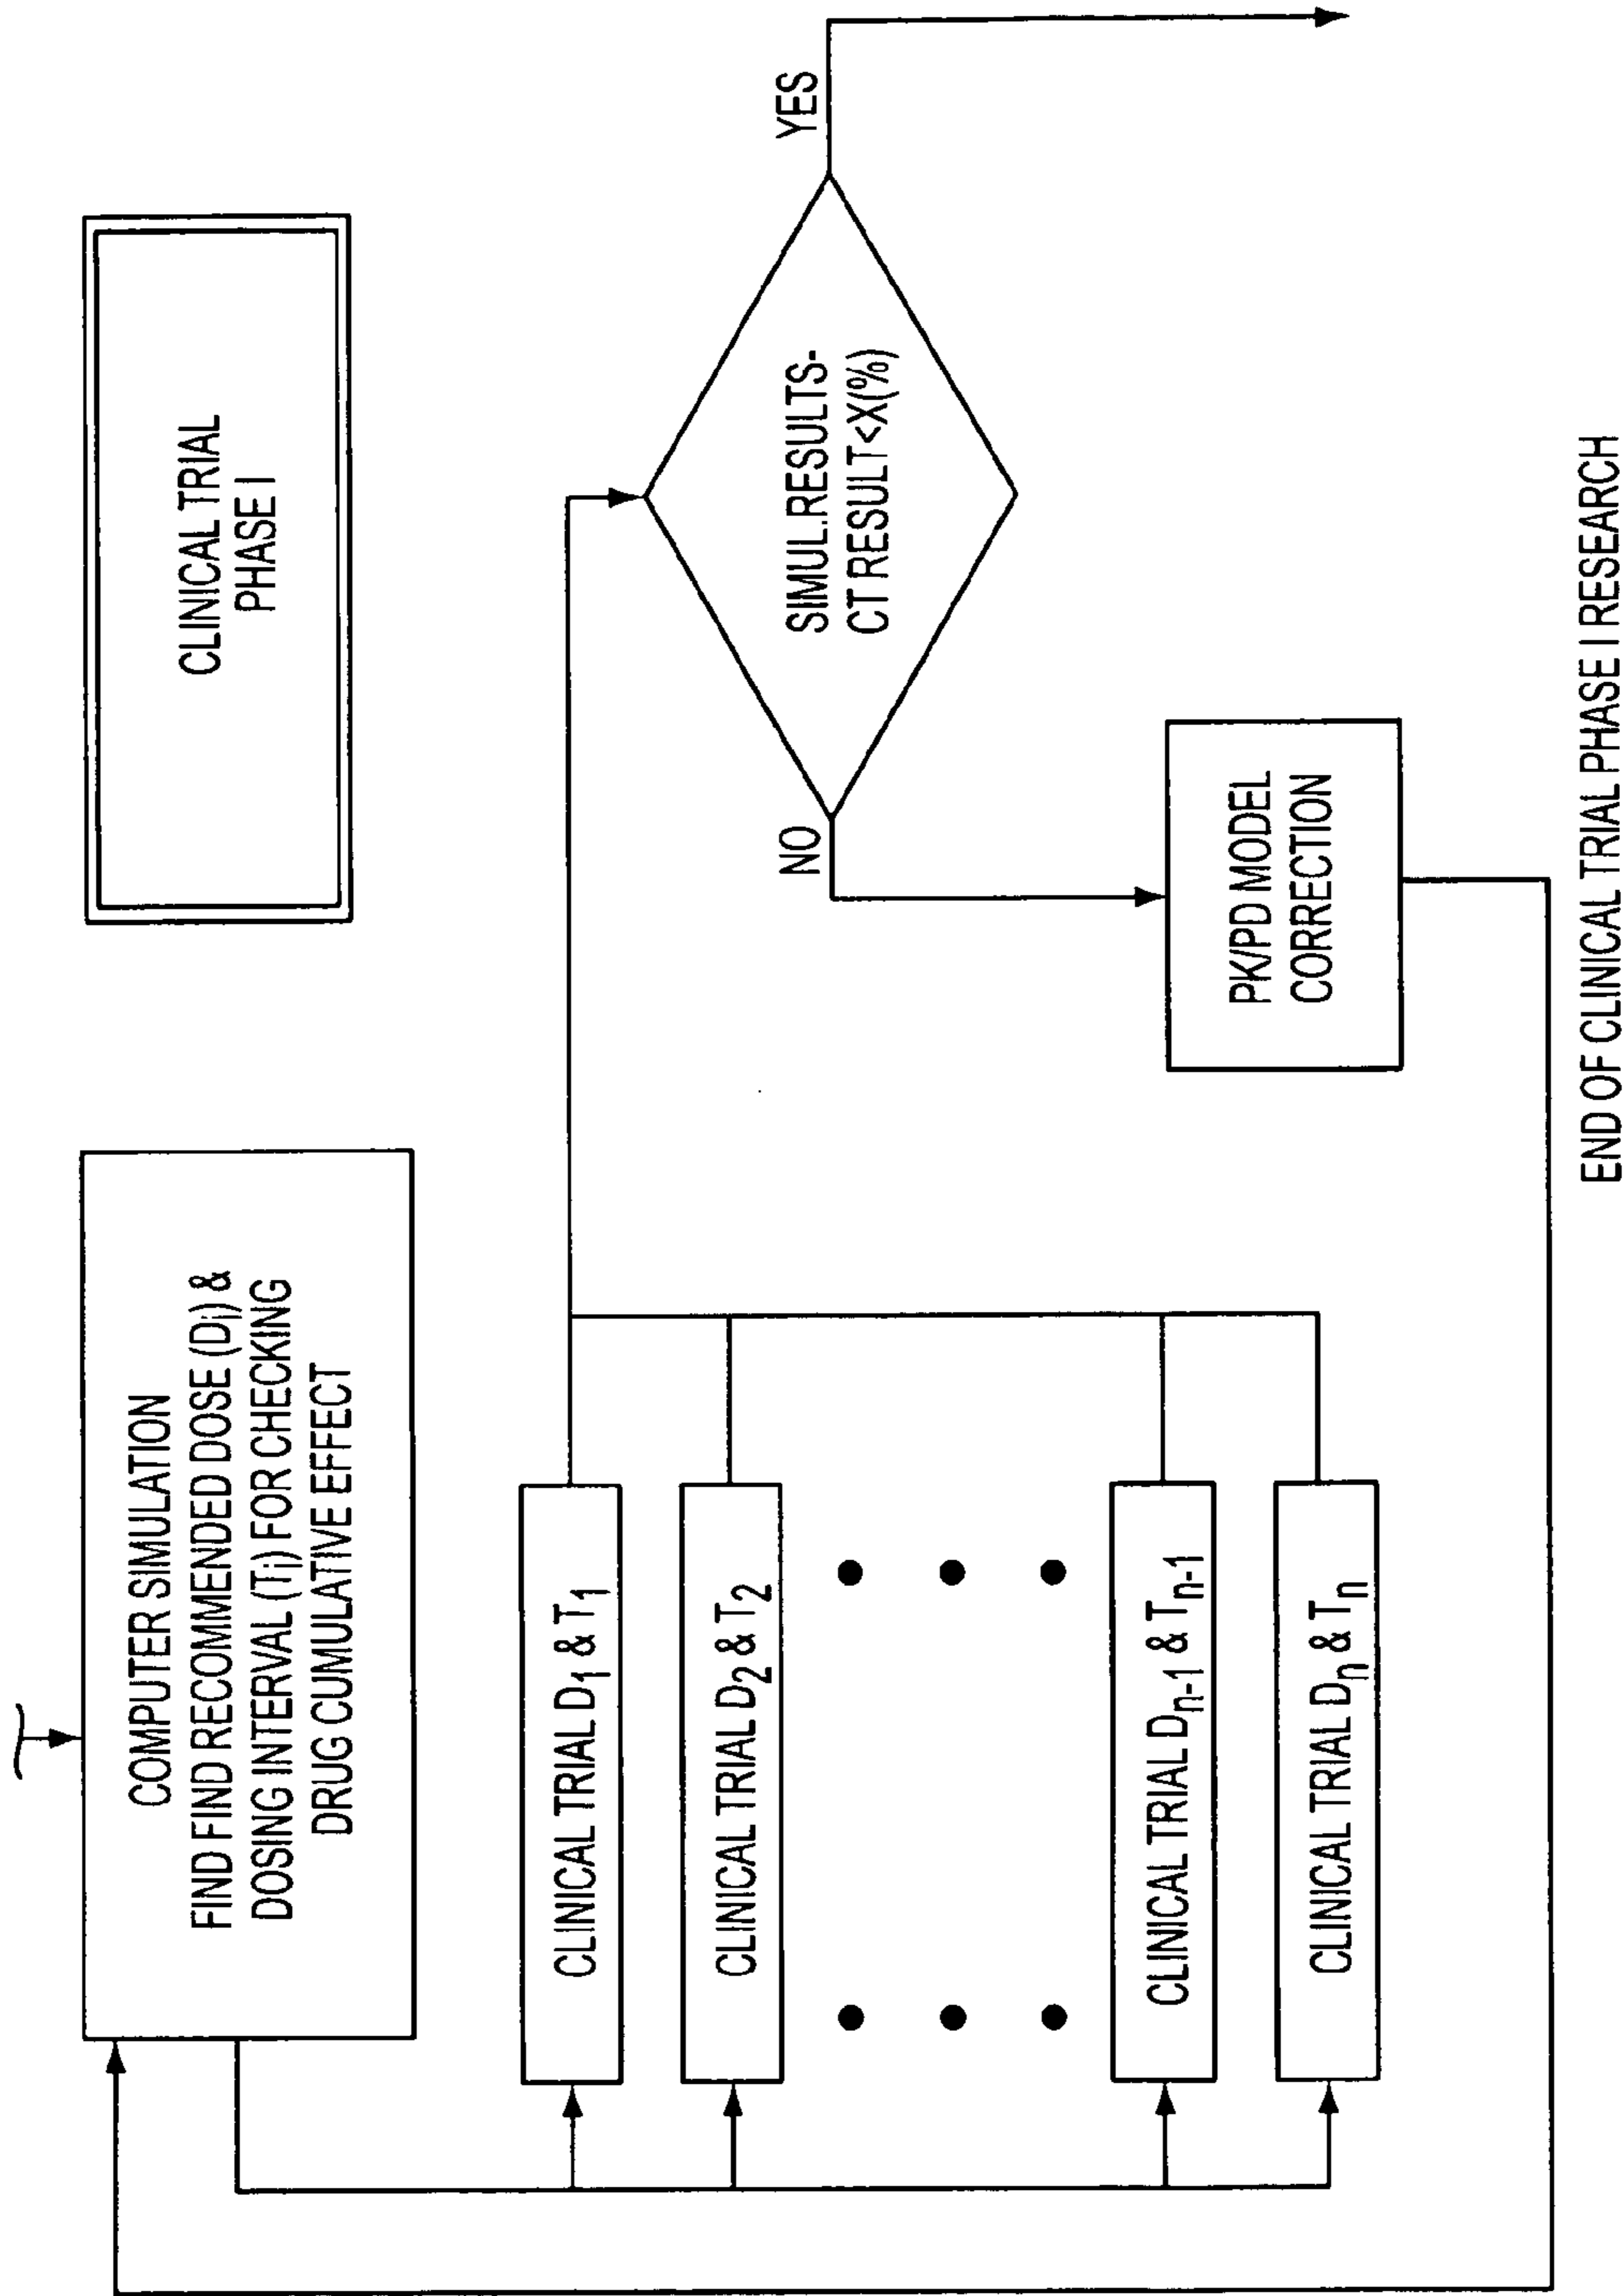 CLINICAL TRIAL
PHASE I
COMPUTER SIMULATION
FIND FIND RECOMMENDED DOSE (Dᵢ) &
DOSING INTERVAL (Tᵢ) FOR CHECKING
DRUG CUMULATIVE EFFECT
CLINICAL TRIAL D₁ & T₁
CLINICAL TRIAL D₂ & T₂
CLINICAL TRIAL Dₙ₋₁ & Tₙ₋₁
CLINICAL TRIAL Dₙ & Tₙ
SIMUL.RESULTS-
CT RESULT <X(%)
YES
NO
PK/PD MODEL
CORRECTION
END OF CLINICAL TRIAL PHASE I RESEARCH